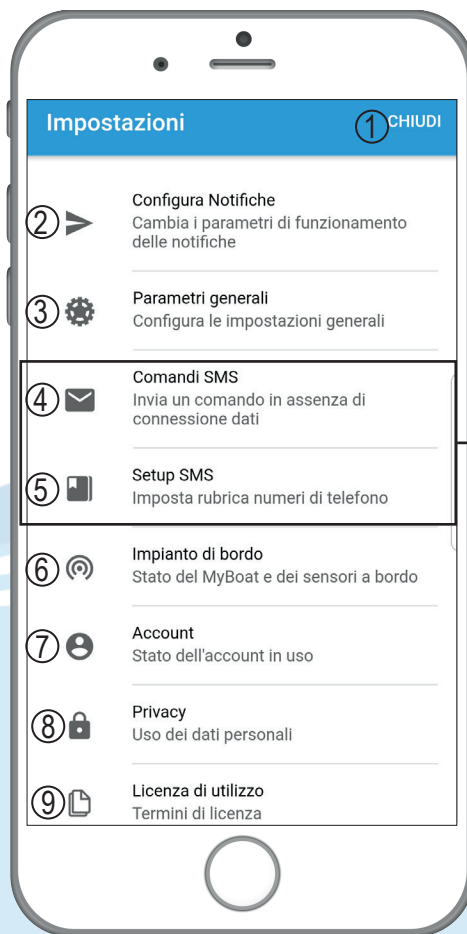 Impostazioni
① CHIUDI
② Configura Notifiche
Cambia i parametri di funzionamento
delle notifiche
③ Parametri generali
Configura le impostazioni generali
④ Comandi SMS
Invia un comando in assenza di
connessione dati
⑤ Setup SMS
Imposta rubrica numeri di telefono
⑥ Impianto di bordo
Stato del MyBoat e dei sensori a bordo
⑦ Account
Stato dell'account in uso
⑧ Privacy
Uso dei dati personali
⑨ Licenza di utilizzo
Termini di licenza